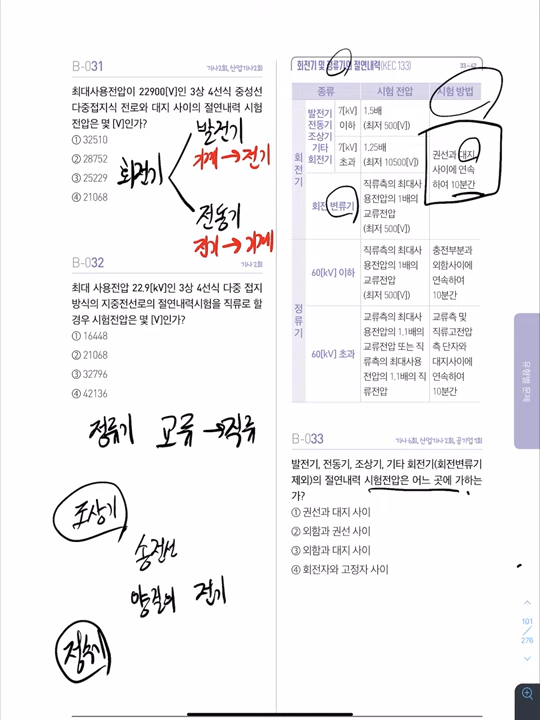 B-031
기사2회, 산업기사2회
최대사용전압이 22900[V]인 3상 4선식 중성선
다중접지식 전로와 대지 사이의 절연내력 시험
전압은 몇 [V]인가?
① 32510
② 28752
③ 25229
④ 21068
회전기
발전기
기계 → 전기
전동기
전기 → 기계
B-032
기사2회
최대 사용전압 22.9[kV]인 3상 4선식 다중 접지
방식의 지중전선로의 절연내력시험을 직류로 할
경우 시험전압은 몇 [V]인가?
① 16448
② 21068
③ 32796
④ 42136
정류기 교류 → 직류
조상기
송전선
양질의 전기
회전기 및 정류기의 절연내력(KEC 133)
종류 시험 전압 시험 방법
회전기
발전기
전동기
조상기
기타
회전기
7[kV]
이하
1.5배
(최저 500[V])
7[kV]
초과
1.25배
(최저 10500[V])
권선과 대지
사이에 연속
하여 10분간
회전 변류기
직류측의 최대사
용전압의 1배의
교류전압
(최저 500[V])
정류기
60[kV] 이하
직류측의 최대사
용전압의 1배의
교류전압
(최저 500[V])
충전부분과
외함사이에
연속하여
10분간
60[kV] 초과
교류측의 최대사
용전압의 1.1배의
교류전압 또는 직
류측의 최대사용
전압의 1.1배의 직
류전압
교류측 및
직류고전압
측 단자와
대지사이에
연속하여
10분간
B-033
기사6회, 산업기사2회, 공기업1회
발전기, 전동기, 조상기, 기타 회전기(회전변류기
제외)의 절연내력 시험전압은 어느 곳에 가하는
가?
① 권선과 대지 사이
② 외함과 권선 사이
③ 외함과 대지 사이
④ 회전자와 고정자 사이
유형별 문제
101
276